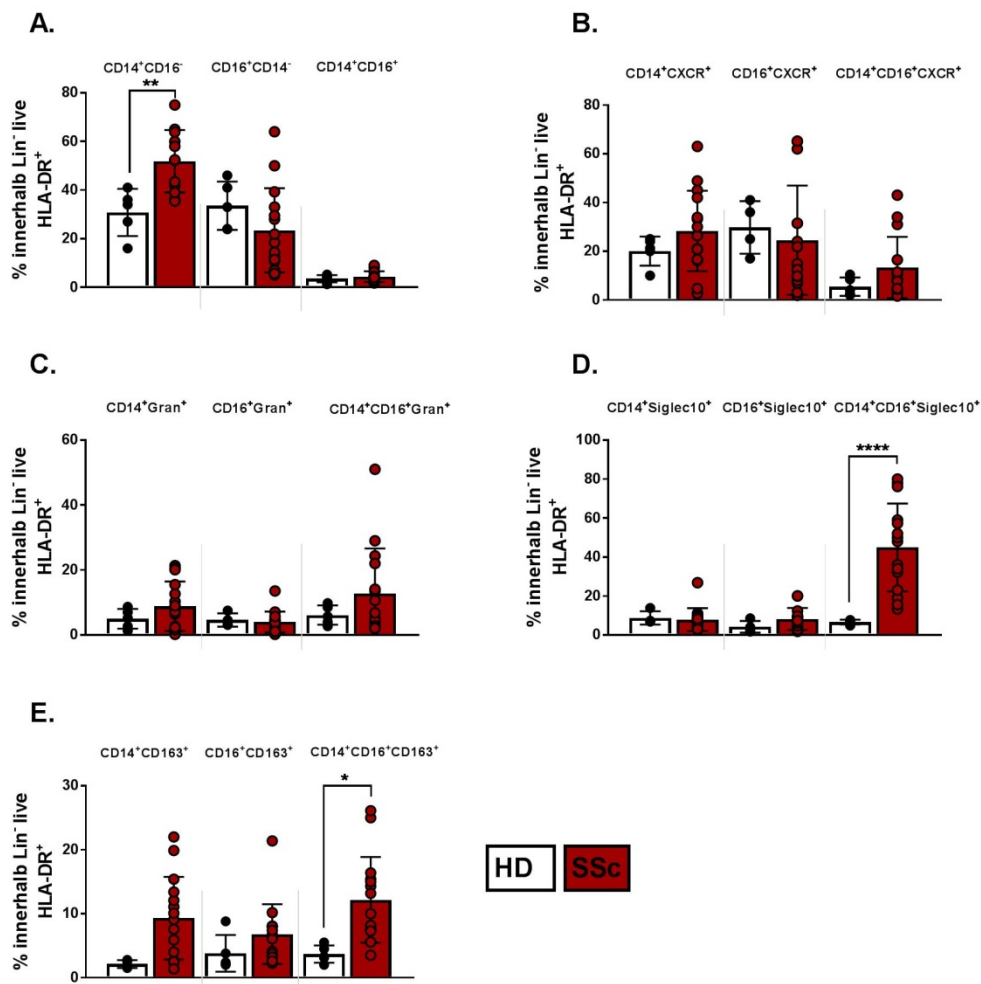 A.
CD14⁺CD16⁻ CD16⁺CD14⁻ CD14⁺CD16⁺
**
% innerhalb Lin⁻ live
HLA-DR⁺
80
60
40
20
0
B.
CD14⁺CXCR⁺ CD16⁺CXCR⁺ CD14⁺CD16⁺CXCR⁺
% innerhalb Lin⁻ live
HLA-DR⁺
80
60
40
20
0
C.
CD14⁺Gran⁺ CD16⁺Gran⁺ CD14⁺CD16⁺Gran⁺
% innerhalb Lin⁻ live
HLA-DR⁺
60
40
20
0
D.
CD14⁺Siglec10⁺ CD16⁺Siglec10⁺ CD14⁺CD16⁺Siglec10⁺
****
% innerhalb Lin⁻ live
HLA-DR⁺
100
80
60
40
20
0
E.
CD14⁺CD163⁺ CD16⁺CD163⁺ CD14⁺CD16⁺CD163⁺
*
% innerhalb Lin⁻ live
HLA-DR⁺
30
20
10
0
HD SSc